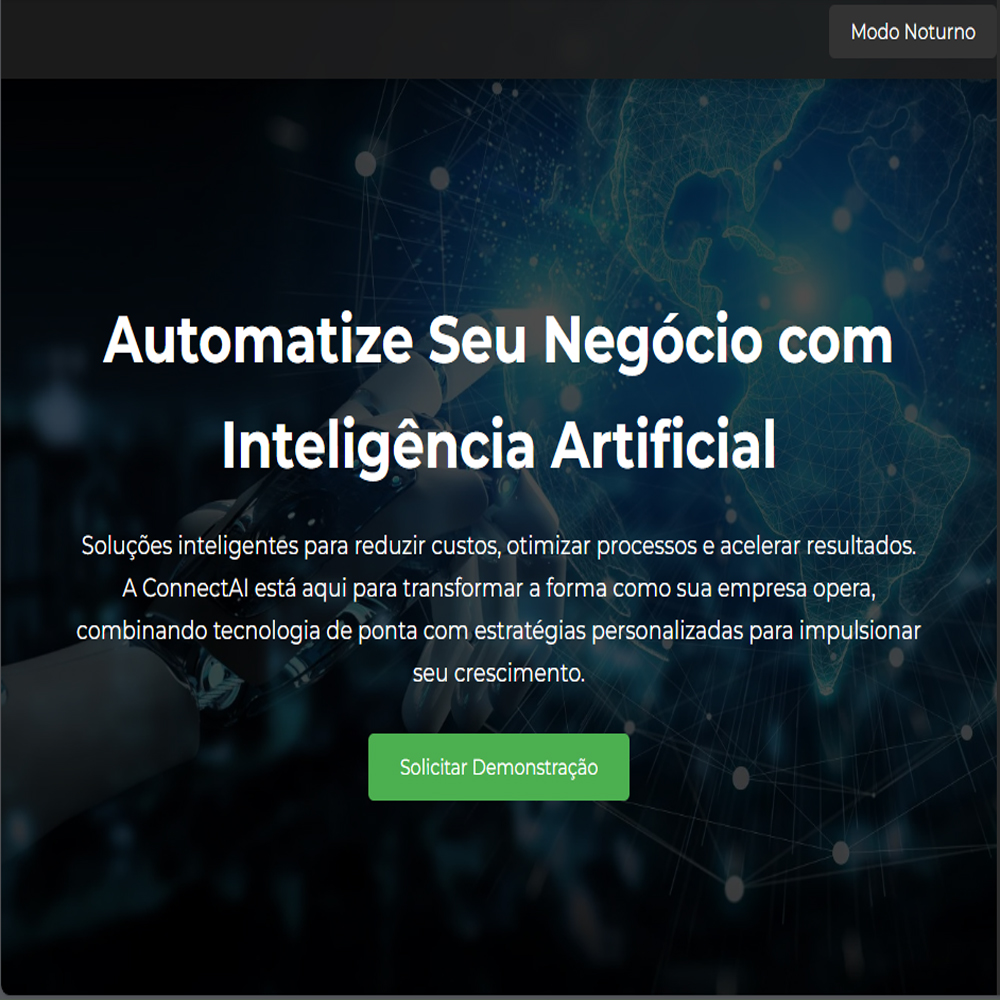 Modo Noturno
Automatize Seu Negócio com
Inteligência Artificial
Soluções inteligentes para reduzir custos, otimizar processos e acelerar resultados.
A ConnectAI está aqui para transformar a forma como sua empresa opera,
combinando tecnologia de ponta com estratégias personalizadas para impulsionar
seu crescimento.
Solicitar Demonstração